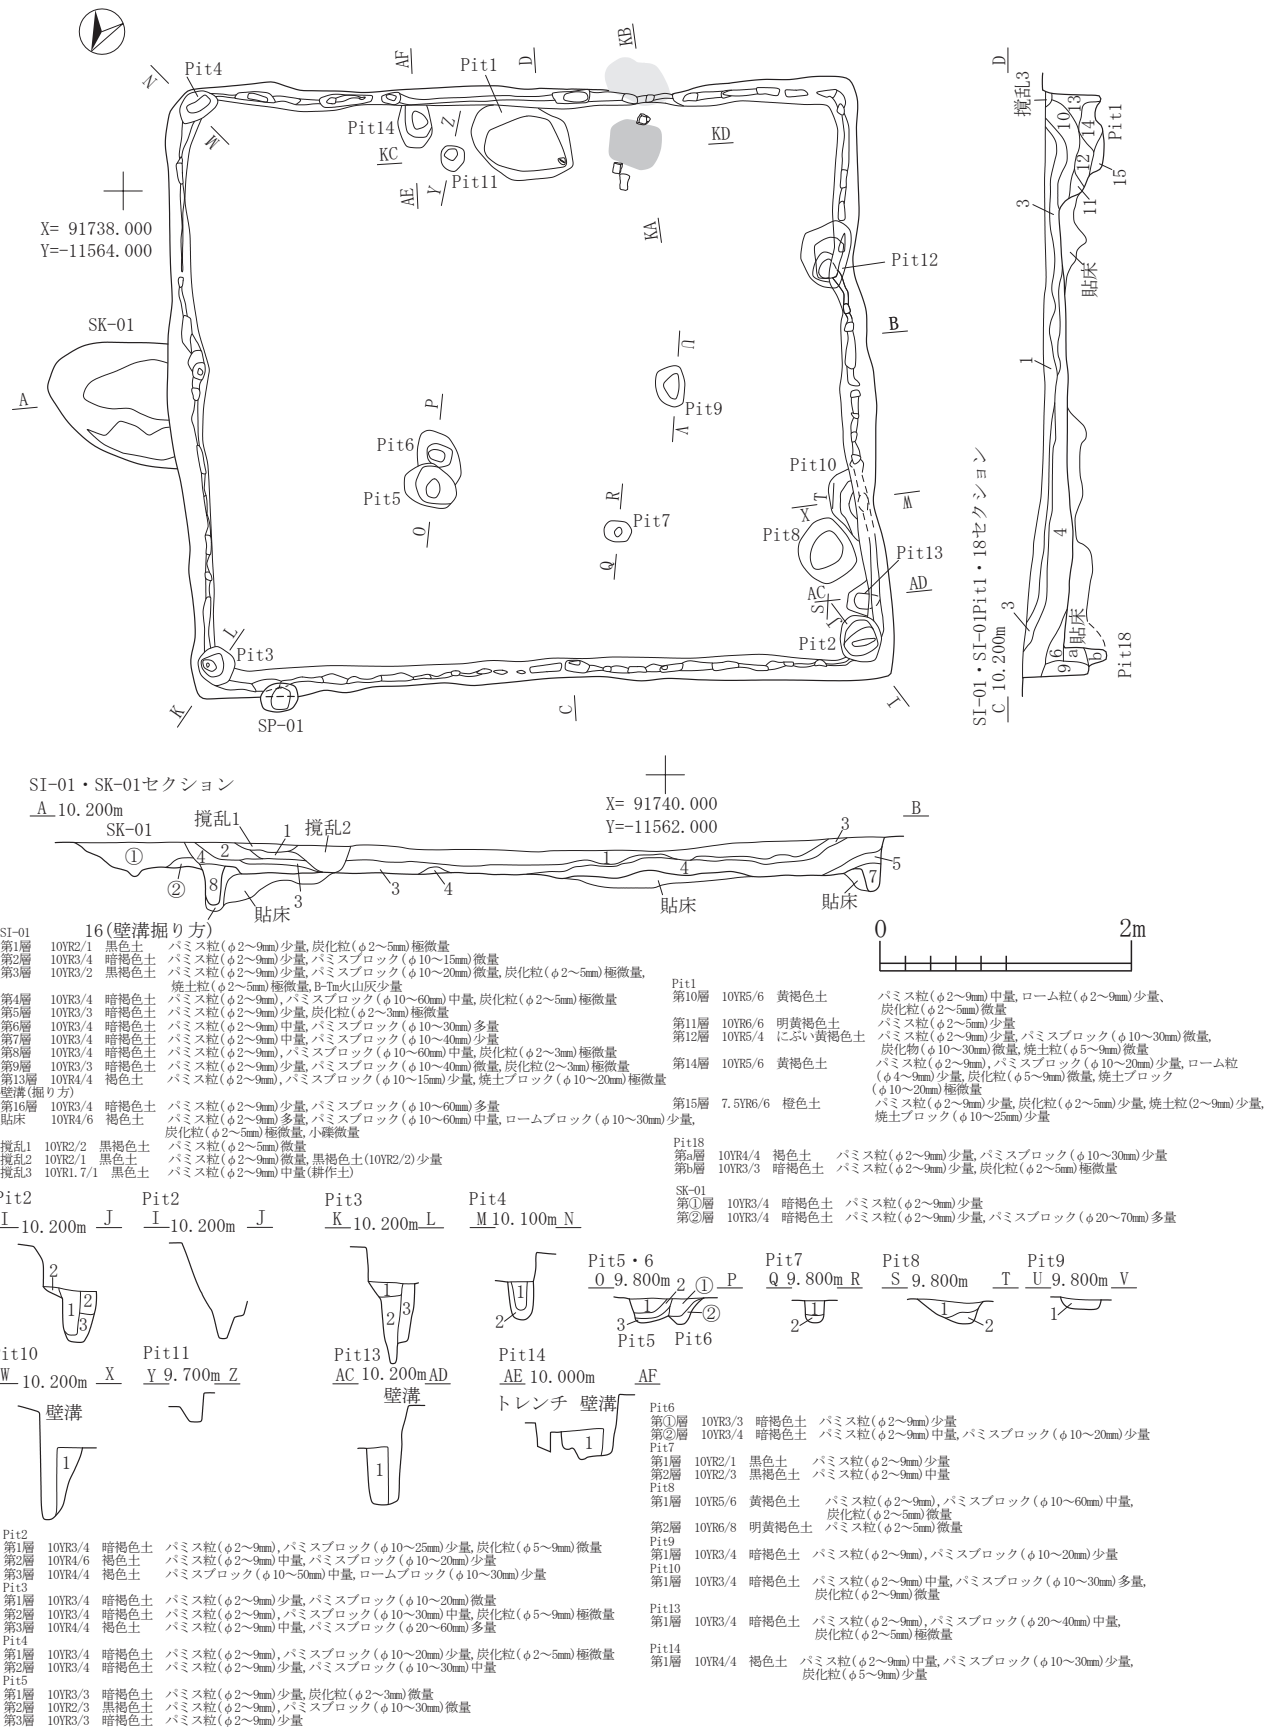 KB
AF
D
Pit1
N
Pit4
Pit14
Z
M
KC
KD
Pit11
AE
Y
KA
X= 91738.000
Y=-11564.000
Pit12
SK-01
B
U
A
Pit9
P
V
Pit6
Pit10
Pit5
T
W
R
X
O
Pit7
Pit8
Pit13
Q
AC
AD
S
J
L
Pit2
Pit3
K
C
I
SP-01
D
撹乱3
13
10
14
Pit1
12
15
11
3
貼床
1
4
3
貼床
6
a
b
9
Pit18
SI-01・SI-01Pit1・18セクション
C 10.200m
SI-01・SK-01セクション
A 10.200m
X= 91740.000
Y=-11562.000
B
SK-01
撹乱1
1
撹乱2
3
①
4
2
1
4
5
②
8
3
3
4
7
貼床
貼床
貼床
16(壁溝掘り方)
0
2m
SI-01
第1層 10YR2/1 黒色土 パミス粒(φ2～9㎜)少量,炭化粒(φ2～5㎜)極微量
第2層 10YR3/4 暗褐色土 パミス粒(φ2～9㎜)少量,パミスブロック(φ10～15㎜)微量
第3層 10YR3/2 黒褐色土 パミス粒(φ2～9㎜)少量,パミスブロック(φ10～20㎜)微量,炭化粒(φ2～5㎜)極微量,
焼土粒(φ2～5㎜)極微量,B-Tm火山灰少量
第4層 10YR3/4 暗褐色土 パミス粒(φ2～9㎜),パミスブロック(φ10～60㎜)中量,炭化粒(φ2～5㎜)極微量
第5層 10YR3/3 暗褐色土 パミス粒(φ2～9㎜)少量,炭化粒(φ2～3㎜)極微量
第6層 10YR3/4 暗褐色土 パミス粒(φ2～9㎜)中量,パミスブロック(φ10～30㎜)多量
第7層 10YR3/4 暗褐色土 パミス粒(φ2～9㎜)中量,パミスブロック(φ10～40㎜)少量
第8層 10YR3/4 暗褐色土 パミス粒(φ2～9㎜),パミスブロック(φ10～60㎜)中量,炭化粒(φ2～3㎜)極微量
第9層 10YR3/3 暗褐色土 パミス粒(φ2～9㎜)少量,パミスブロック(φ10～40㎜)微量,炭化粒(2～3㎜)極微量
第13層 10YR4/4 褐色土 パミス粒(φ2～9㎜),パミスブロック(φ10～15㎜)少量,焼土ブロック(φ10～20㎜)極微量
壁溝(掘り方)
第16層 10YR3/4 暗褐色土 パミス粒(φ2～9㎜)少量,パミスブロック(φ10～60㎜)多量
貼床 10YR4/6 褐色土 パミス粒(φ2～9㎜)多量,パミスブロック(φ10～60㎜)中量,ロームブロック(φ10～30㎜)少量,
炭化粒(φ2～5㎜)極微量,小礫微量
撹乱1 10YR2/2 黒褐色土 パミス粒(φ2～5㎜)微量
撹乱2 10YR2/1 黒色土 パミス粒(φ2～9㎜)微量,黒褐色土(10YR2/2)少量
撹乱3 10YR1.7/1 黒色土 パミス粒(φ2～9㎜)中量(耕作土)
Pit1
第10層 10YR5/6 黄褐色土 パミス粒(φ2～9㎜)中量,ローム粒(φ2～9㎜)少量、
炭化粒(φ2～5㎜)微量
第11層 10YR6/6 明黄褐色土 パミス粒(φ2～5㎜)少量
第12層 10YR5/4 にぶい黄褐色土 パミス粒(φ2～9㎜)少量,パミスブロック(φ10～30㎜)微量,
炭化物(φ10～30㎜)微量,焼土粒(φ5～9㎜)微量
第14層 10YR5/6 黄褐色土 パミス粒(φ2～9㎜),パミスブロック(φ10～20㎜)少量,ローム粒
(φ4～9㎜)少量,炭化粒(φ5～9㎜)微量,焼土ブロック
(φ10～20㎜)極微量
第15層 7.5YR6/6 橙色土 パミス粒(φ2～9㎜)少量,炭化粒(φ2～5㎜)少量,焼土粒(2～9㎜)少量,
焼土ブロック(φ10～25㎜)少量
Pit18
第a層 10YR4/4 褐色土 パミス粒(φ2～9㎜)少量,パミスブロック(φ10～30㎜)少量
第b層 10YR3/3 暗褐色土 パミス粒(φ2～9㎜)少量,炭化粒(φ2～5㎜)極微量
SK-01
第①層 10YR3/4 暗褐色土 パミス粒(φ2～9㎜)少量
第②層 10YR3/4 暗褐色土 パミス粒(φ2～9㎜)少量,パミスブロック(φ20～70㎜)多量
Pit2
I 10.200m J
2
1
2
3
Pit2
I 10.200m J
Pit3
K 10.200m L
1
2
3
Pit4
M 10.100m N
1
2
Pit5・6
O 9.800m P
2
①
1
②
3
Pit5
Pit6
Pit7
Q 9.800m R
1
2
Pit8
S 9.800m T
1
2
Pit9
U 9.800m V
1
it10
W 10.200m X
壁溝
1
Pit11
Y 9.700m Z
Pit13
AC 10.200m AD
壁溝
1
Pit14
AE 10.000m AF
トレンチ 壁溝
1
Pit2
第1層 10YR3/4 暗褐色土 パミス粒(φ2～9㎜),パミスブロック(φ10～25㎜)少量,炭化粒(φ5～9㎜)微量
第2層 10YR4/6 褐色土 パミス粒(φ2～9㎜)中量,パミスブロック(φ10～20㎜)少量
第3層 10YR4/4 褐色土 パミスブロック(φ10～50㎜)中量,ロームブロック(φ10～30㎜)少量
Pit3
第1層 10YR3/4 暗褐色土 パミス粒(φ2～9㎜)少量,パミスブロック(φ10～20㎜)微量
第2層 10YR3/4 暗褐色土 パミス粒(φ2～9㎜),パミスブロック(φ10～30㎜)中量,炭化粒(φ5～9㎜)極微量
第3層 10YR4/4 褐色土 パミス粒(φ2～9㎜)中量,パミスブロック(φ20～60㎜)多量
Pit4
第1層 10YR3/4 暗褐色土 パミス粒(φ2～9㎜),パミスブロック(φ10～20㎜)少量,炭化粒(φ2～5㎜)極微量
第2層 10YR3/4 暗褐色土 パミス粒(φ2～9㎜)少量,パミスブロック(φ10～30㎜)中量
Pit5
第1層 10YR3/3 暗褐色土 パミス粒(φ2～9㎜)少量,炭化粒(φ2～3㎜)微量
第2層 10YR2/3 黒褐色土 パミス粒(φ2～9㎜),パミスブロック(φ10～30㎜)微量
第3層 10YR3/3 暗褐色土 パミス粒(φ2～9㎜)少量
Pit6
第①層 10YR3/3 暗褐色土 パミス粒(φ2～9㎜)少量
第②層 10YR3/4 暗褐色土 パミス粒(φ2～9㎜)中量,パミスブロック(φ10～20㎜)少量
Pit7
第1層 10YR2/1 黒色土 パミス粒(φ2～9㎜)少量
第2層 10YR2/3 黒褐色土 パミス粒(φ2～9㎜)中量
Pit8
第1層 10YR5/6 黄褐色土 パミス粒(φ2～9㎜),パミスブロック(φ10～60㎜)中量,
炭化粒(φ2～5㎜)微量
第2層 10YR6/8 明黄褐色土 パミス粒(φ2～5㎜)微量
Pit9
第1層 10YR3/4 暗褐色土 パミス粒(φ2～9㎜),パミスブロック(φ10～20㎜)少量
Pit10
第1層 10YR3/4 暗褐色土 パミス粒(φ2～9㎜)中量,パミスブロック(φ10～30㎜)多量,
炭化粒(φ2～9㎜)微量
Pit13
第1層 10YR3/4 暗褐色土 パミス粒(φ2～9㎜),パミスブロック(φ20～40㎜)中量,
炭化粒(φ2～5㎜)極微量
Pit14
第1層 10YR4/4 褐色土 パミス粒(φ2～9㎜)中量,パミスブロック(φ10～30㎜)少量,
炭化粒(φ5～9㎜)少量